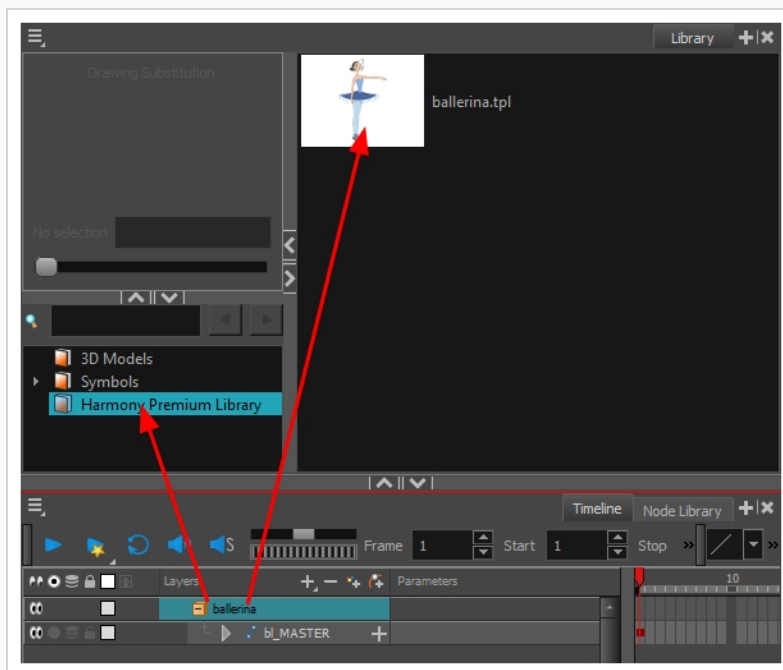 Library
Drawing Substitution
ballerina.tpl
No selection
3D Models
Symbols
Harmony Premium Library
Timeline
Node Library
S
Frame 1 Start 1 Stop
Layers Parameters 10
ballerina
bl_MASTER